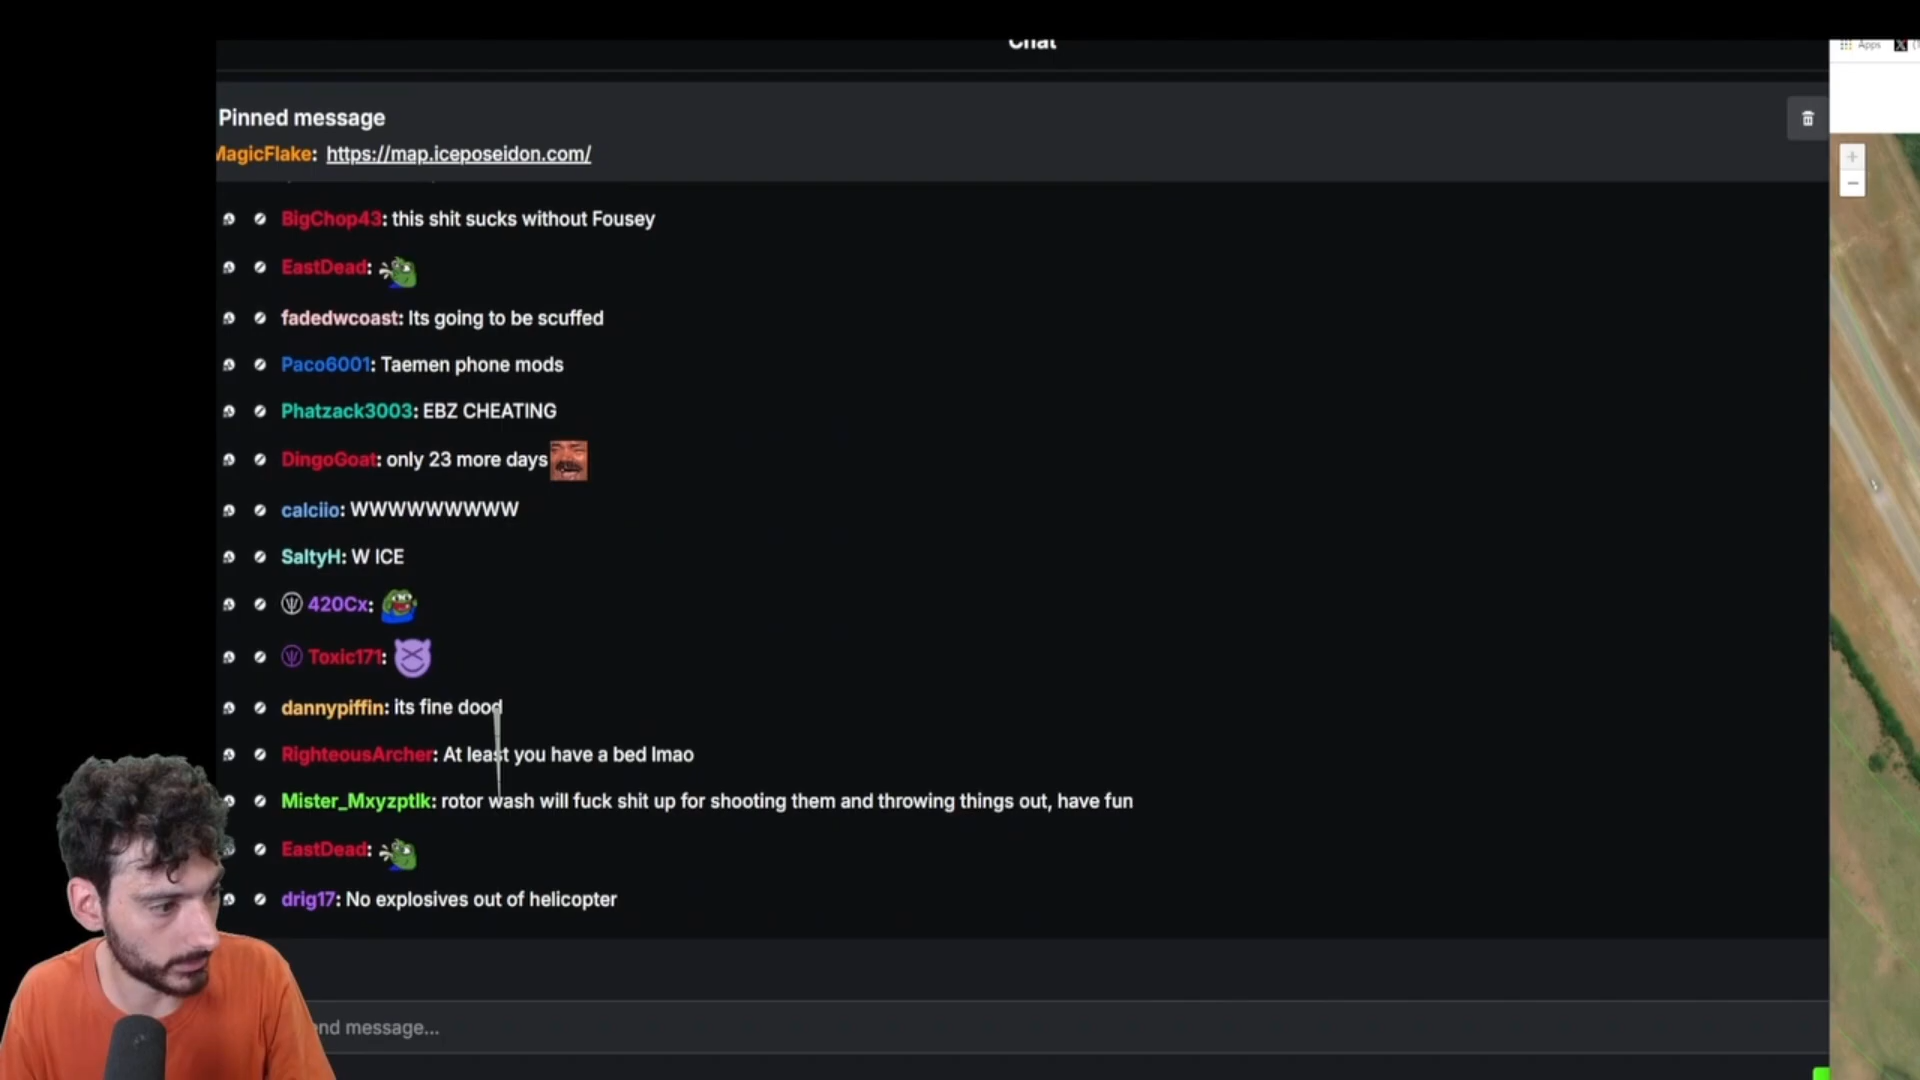 Chat
Apps
Pinned message
MagicFlake: https://map.iceposeidon.com/
BigChop43: this shit sucks without Fousey
EastDead:
fadedwcoast: Its going to be scuffed
Paco6001: Taemen phone mods
Phatzack3003: EBZ CHEATING
DingoGoat: only 23 more days
calciio: WWWWWWWWW
SaltyH: W ICE
420Cx:
Toxic171:
dannypiffin: its fine dood
RighteousArcher: At least you have a bed lmao
Mister_Mxyzptlk: rotor wash will fuck shit up for shooting them and throwing things out, have fun
EastDead:
drig17: No explosives out of helicopter
nd message...